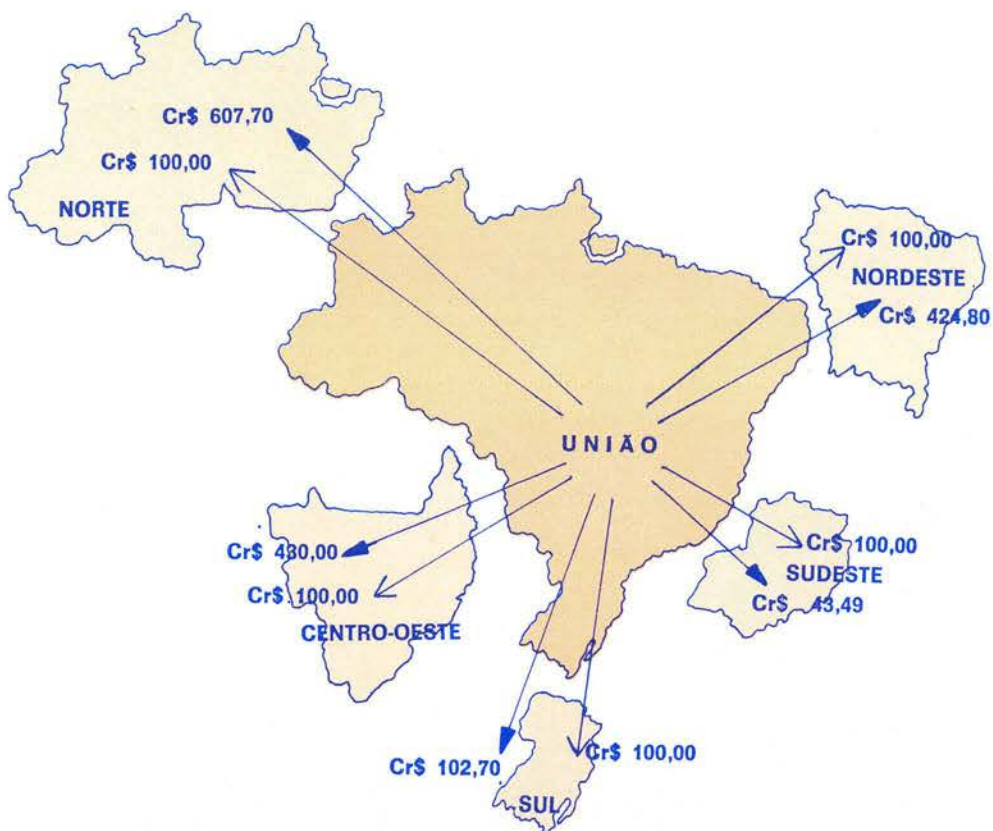 Cr$ 607,70
Cr$ 100,00
NORTE
Cr$ 100,00
NORDESTE
Cr$ 424,80
UNIÃO
Cr$ 430,00
Cr$ 100,00
CENTRO-OESTE
Cr$ 100,00
SUDESTE
Cr$ 43,49
Cr$ 102,70
Cr$ 100,00
SUL